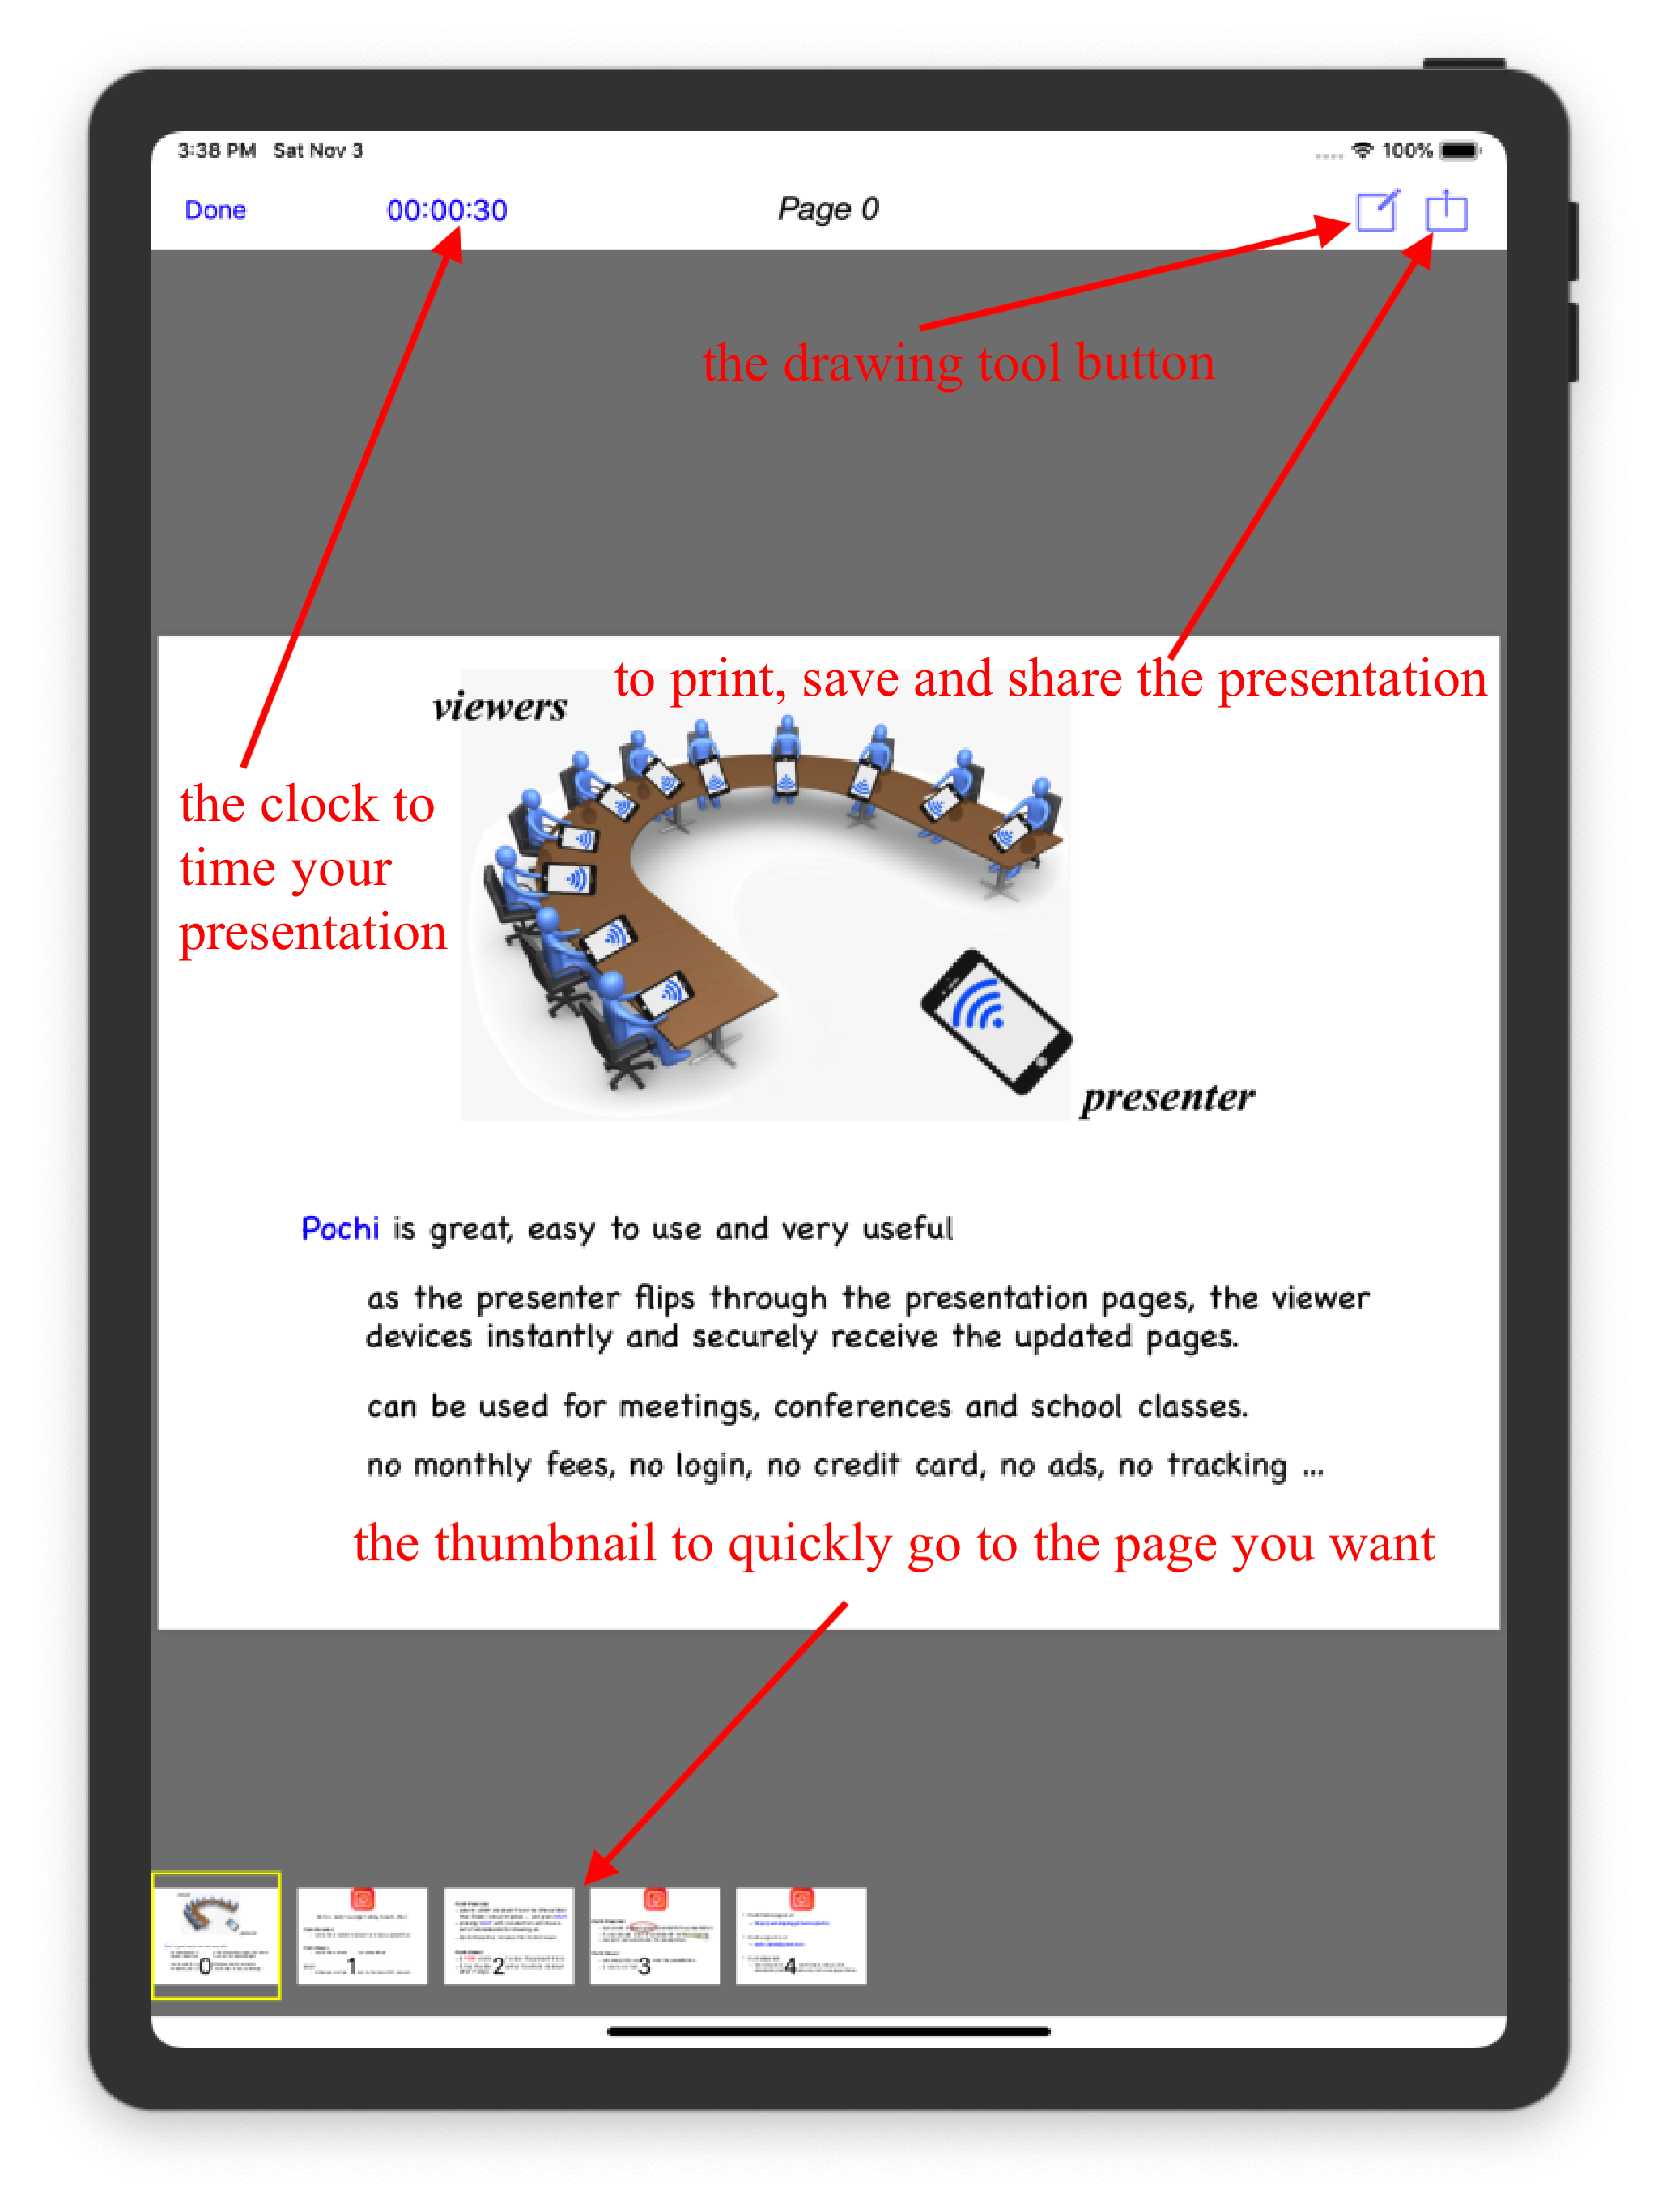 3:38 PM Sat Nov 3
100%
Done
00:00:30
Page 0
the drawing tool button
to print, save and share the presentation
viewers
the clock to
time your
presentation
presenter
Pochi is great, easy to use and very useful
as the presenter flips through the presentation pages, the viewer
devices instantly and securely receive the updated pages.
can be used for meetings, conferences and school classes.
no monthly fees, no login, no credit card, no ads, no tracking ...
the thumbnail to quickly go to the page you want
0
1
2
3
4